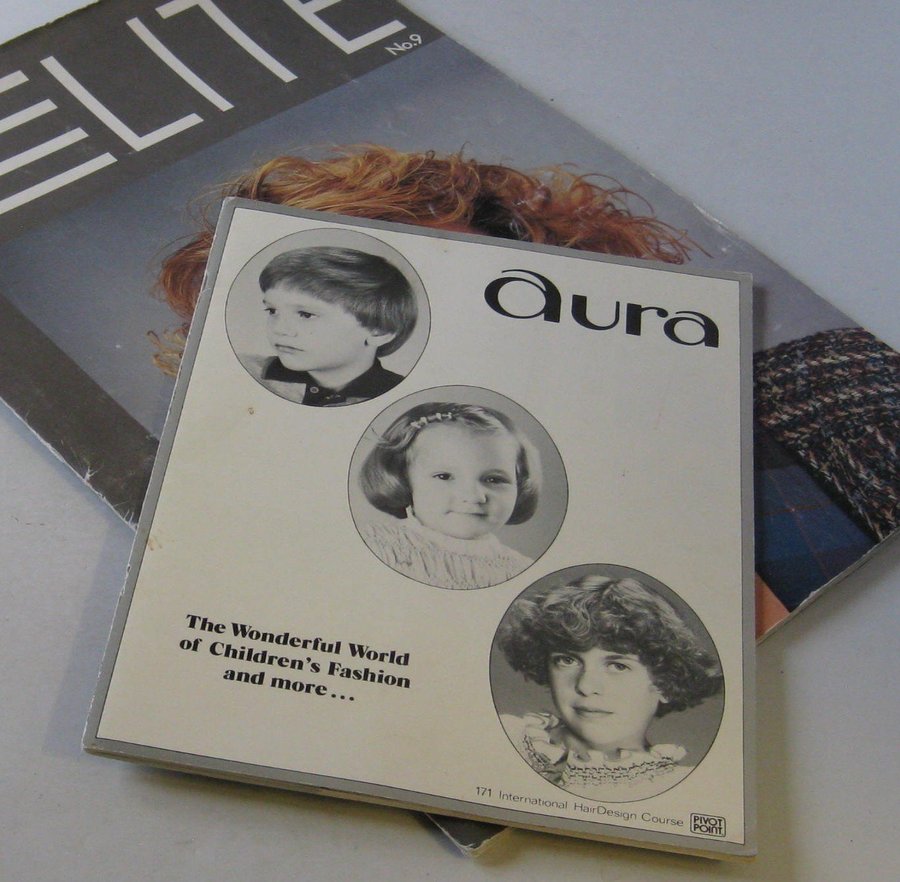 ELITE
No.9
aura
The Wonderful World
of Children's Fashion
and more...
171 International HairDesign Course
PIVOT
POINT